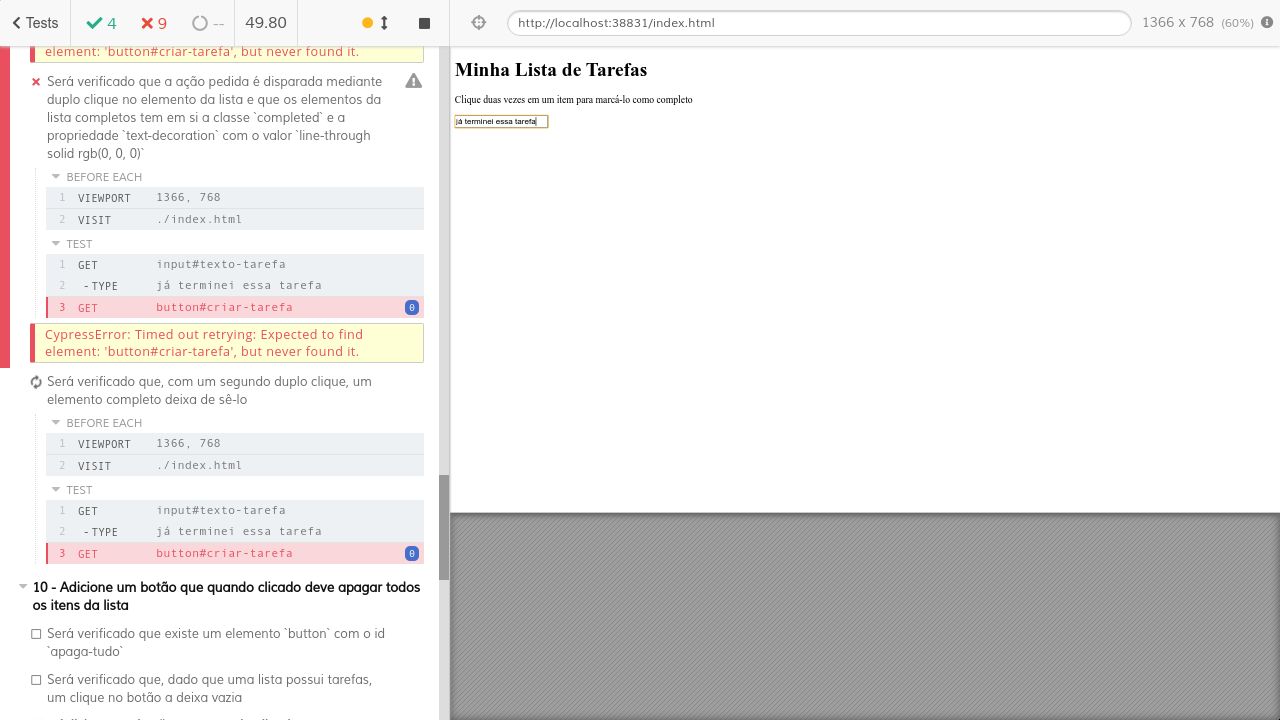 Tests 4 9 -- 49.80
http://localhost:38831/index.html 1366 x 768 (60%)
element: 'button#criar-tarefa', but never found it.
Será verificado que a ação pedida é disparada mediante
duplo clique no elemento da lista e que os elementos da
lista completos tem em si a classe `completed` e a
propriedade `text-decoration` com o valor `line-through
solid rgb(0, 0, 0)`
BEFORE EACH
1 VIEWPORT 1366, 768
2 VISIT ./index.html
TEST
1 GET input#texto-tarefa
2 -TYPE já terminei essa tarefa
3 GET button#criar-tarefa 0
CypressError: Timed out retrying: Expected to find
element: 'button#criar-tarefa', but never found it.
Será verificado que, com um segundo duplo clique, um
elemento completo deixa de sê-lo
BEFORE EACH
1 VIEWPORT 1366, 768
2 VISIT ./index.html
TEST
1 GET input#texto-tarefa
2 -TYPE já terminei essa tarefa
3 GET button#criar-tarefa 0
10 - Adicione um botão que quando clicado deve apagar todos
os itens da lista
Será verificado que existe um elemento `button` com o id
`apaga-tudo`
Será verificado que, dado que uma lista possui tarefas,
um clique no botão a deixa vazia
Minha Lista de Tarefas
Clique duas vezes em um item para marcá-lo como completo
já terminei essa tarefa